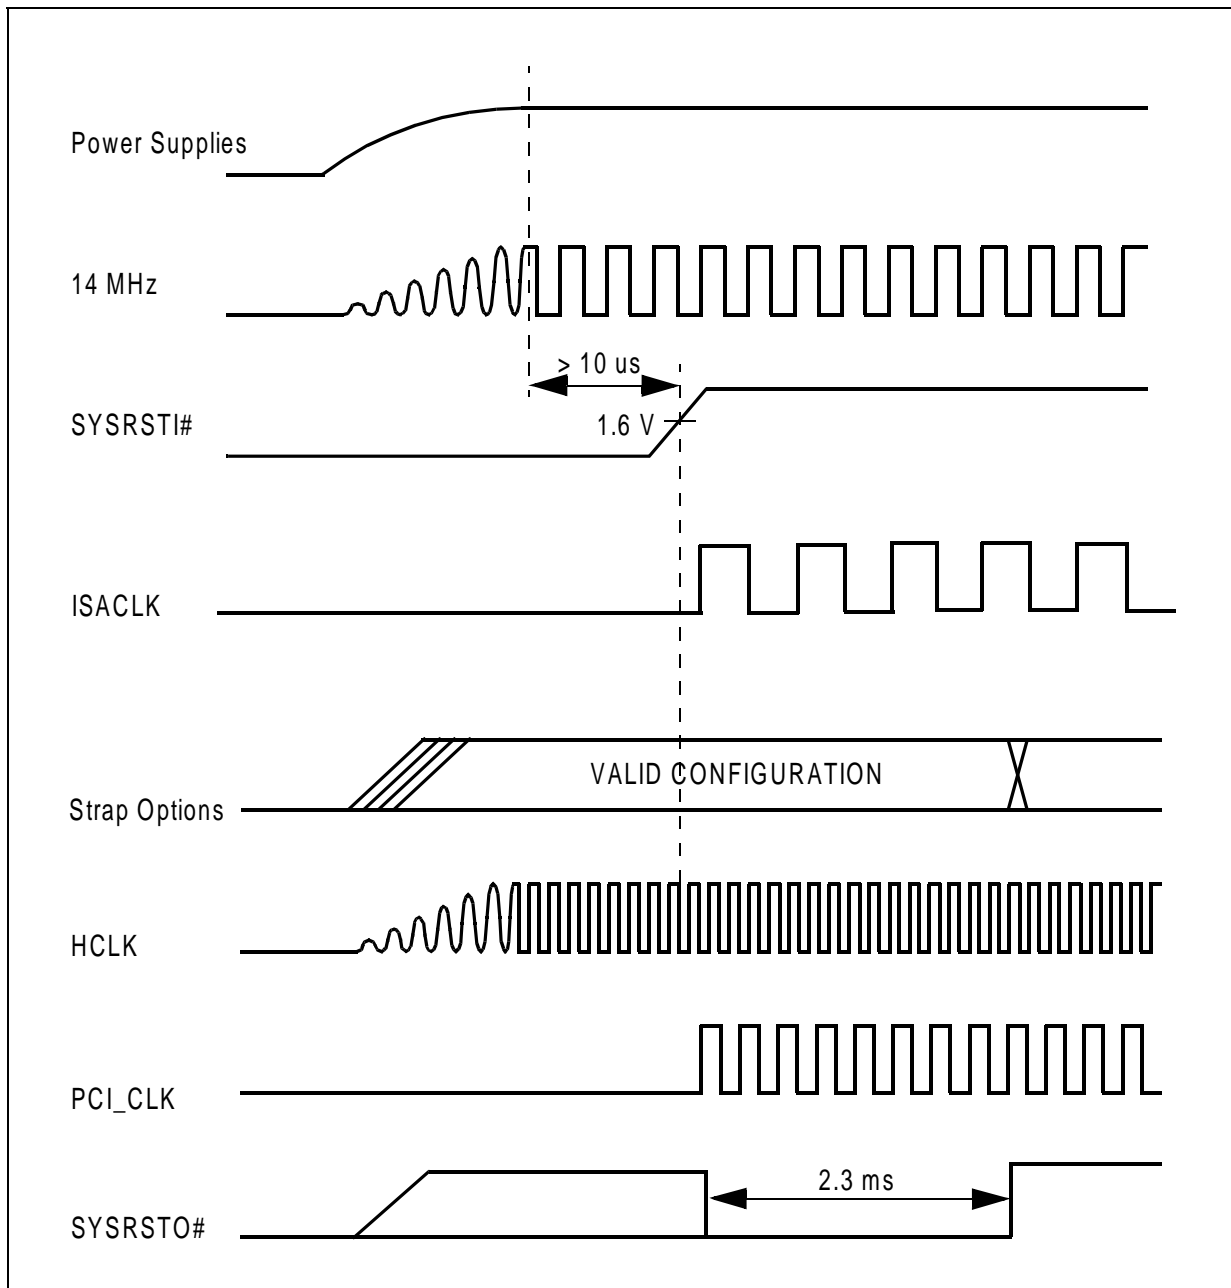 Power Supplies
14 MHz
> 10 us
SYSRSTI#
1.6 V
ISACLK
VALID CONFIGURATION
Strap Options
HCLK
PCI_CLK
2.3 ms
SYSRSTO#